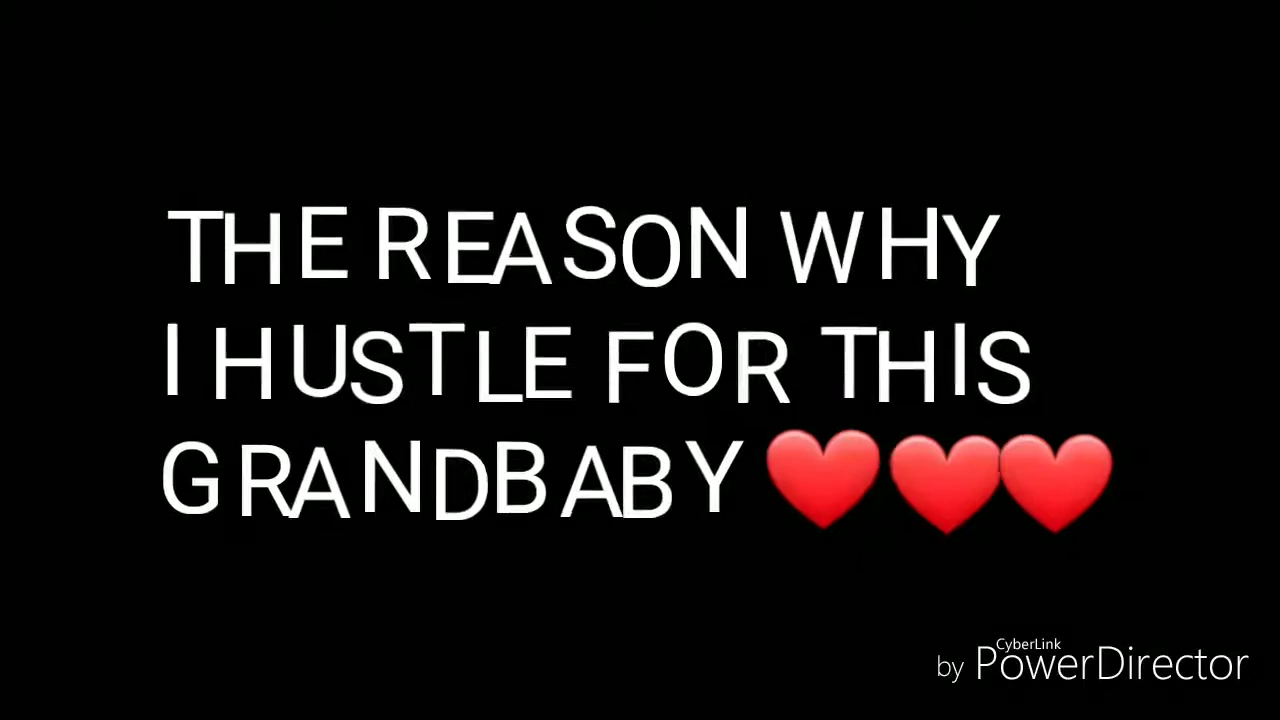 THE REASON WHY
I HUSTLE FOR THIS
GRANDBABY ❤❤❤
CyberLink
by PowerDirector